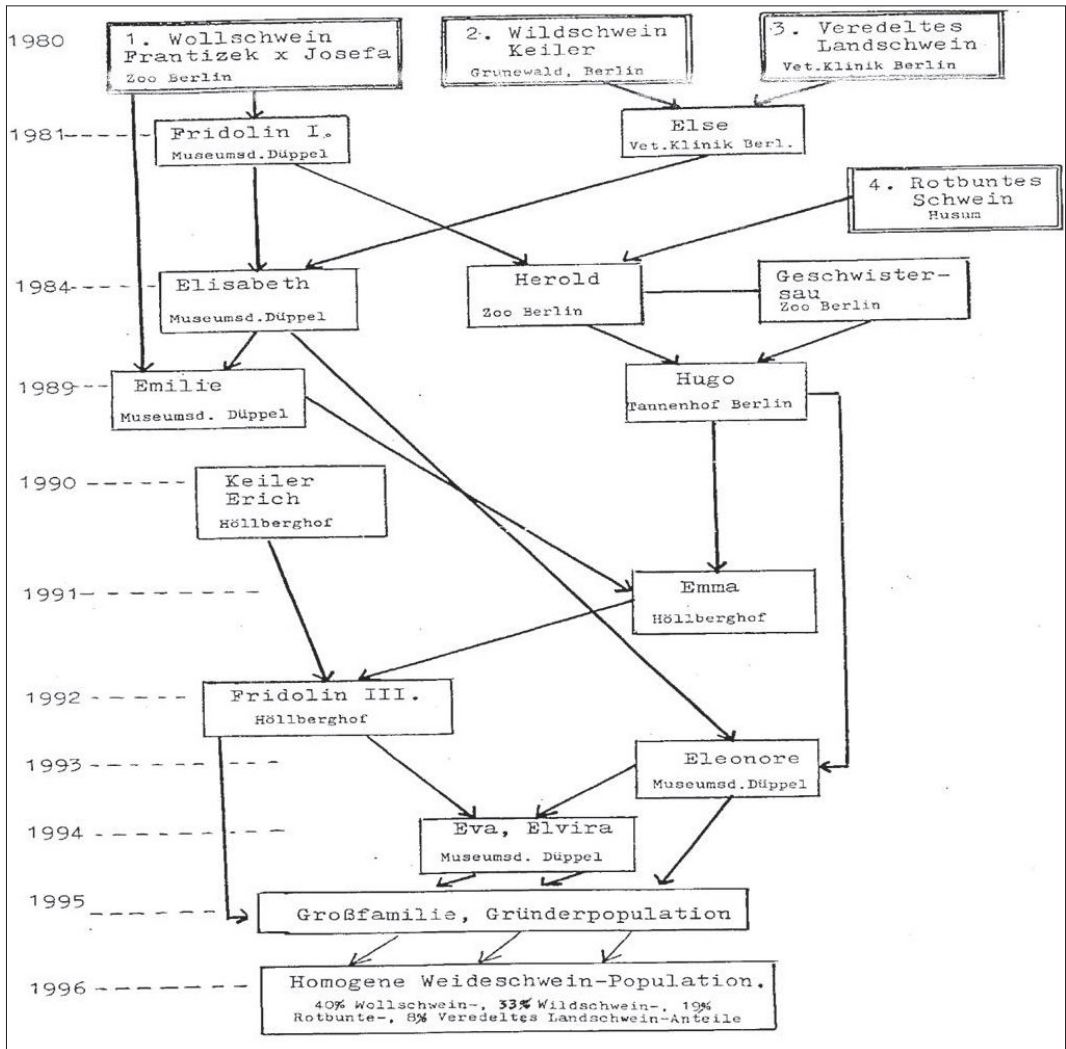 1980
1. Wollschwein
Frantizek x Josefa
Zoo Berlin
2. Wildschwein
Keiler
Grunewald, Berlin
3. Veredeltes
Landschwein
Vet.Klinik Berlin
1981
Fridolin I.
Museumsd.Düppel
Else
Vet.Klinik Berl.
4. Rotbuntes
Schwein
Husum
1984
Elisabeth
Museumsd.Düppel
Herold
Zoo Berlin
Geschwister-
sau
Zoo Berlin
1989
Emilie
Museumsd. Düppel
Hugo
Tannenhof Berlin
1990
Keiler
Erich
Höllberghof
1991
Emma
Höllberghof
1992
Fridolin III.
Höllberghof
1993
Eleonore
Museumsd.Düppel
1994
Eva, Elvira
Museumsd. Düppel
1995
Großfamilie, Gründerpopulation
1996
Homogene Weideschwein-Population.
40% Wollschwein-, 33% Wildschwein-, 19%
Rotbunte-, 8% Veredeltes Landschwein-Anteile